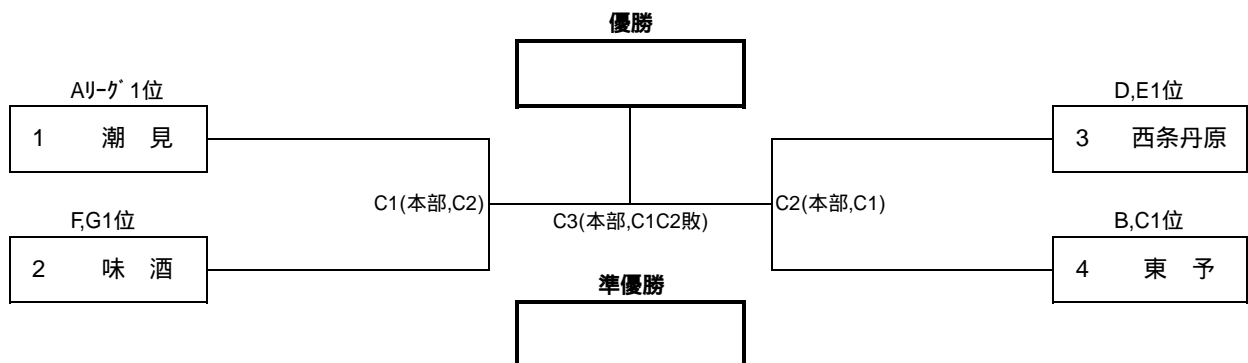 優勝
Aﾘｰｸﾞ1位
D,E1位
1 潮 見
3 西条丹原
C1(本部,C2)
C3(本部,C1C2敗)
C2(本部,C1)
F,G1位
B,C1位
2 味 酒
4 東 予
準優勝